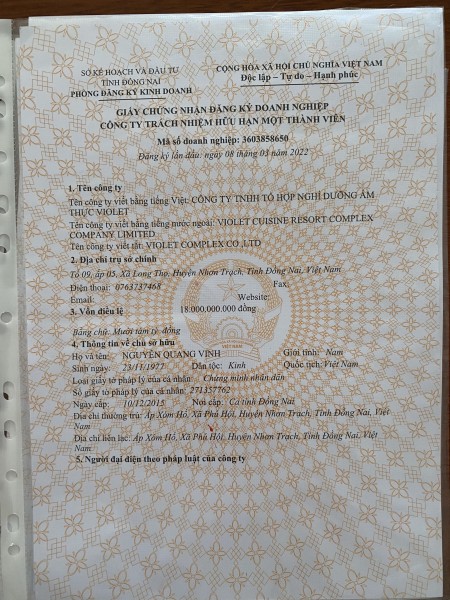 SỞ KẾ HOẠCH VÀ ĐẦU TƯ
TỈNH ĐỒNG NAI
PHÒNG ĐĂNG KÝ KINH DOANH
CỘNG HÒA XÃ HỘI CHỦ NGHĨA VIỆT NAM
Độc lập – Tự do – Hạnh phúc
GIẤY CHỨNG NHẬN ĐĂNG KÝ DOANH NGHIỆP
CÔNG TY TRÁCH NHIỆM HỮU HẠN MỘT THÀNH VIÊN
Mã số doanh nghiệp: 3603858650
Đăng ký lần đầu: ngày 08 tháng 03 năm 2022
1. Tên công ty
Tên công ty viết bằng tiếng Việt: CÔNG TY TNHH TỔ HỢP NGHỈ DƯỠNG ẨM
THỰC VIOLET
Tên công ty viết bằng tiếng nước ngoài: VIOLET CUISINE RESORT COMPLEX
COMPANY LIMITED
Tên công ty viết tắt: VIOLET COMPLEX CO.,LTD
2. Địa chỉ trụ sở chính
Tổ 09, ấp 05, Xã Long Thọ, Huyện Nhơn Trạch, Tỉnh Đồng Nai, Việt Nam
Điện thoại: 0763737468 Fax:
Email: Website:
3. Vốn điều lệ 18.000.000.000 đồng
Bằng chữ: Mười tám tỷ đồng
4. Thông tin về chủ sở hữu
Họ và tên: NGUYỄN QUANG VINH Giới tính: Nam
Sinh ngày: 23/11/1977 Dân tộc: Kinh Quốc tịch: Việt Nam
Loại giấy tờ pháp lý của cá nhân: Chứng minh nhân dân
Số giấy tờ pháp lý của cá nhân: 271357762
Ngày cấp: 10/12/2015 Nơi cấp: Ca tỉnh Đồng Nai
Địa chỉ thường trú: Ấp Xóm Hố, Xã Phú Hội, Huyện Nhơn Trạch, Tỉnh Đồng Nai, Việt
Nam
Địa chỉ liên lạc: Ấp Xóm Hố, Xã Phú Hội, Huyện Nhơn Trạch, Tỉnh Đồng Nai, Việt
Nam
5. Người đại diện theo pháp luật của công ty